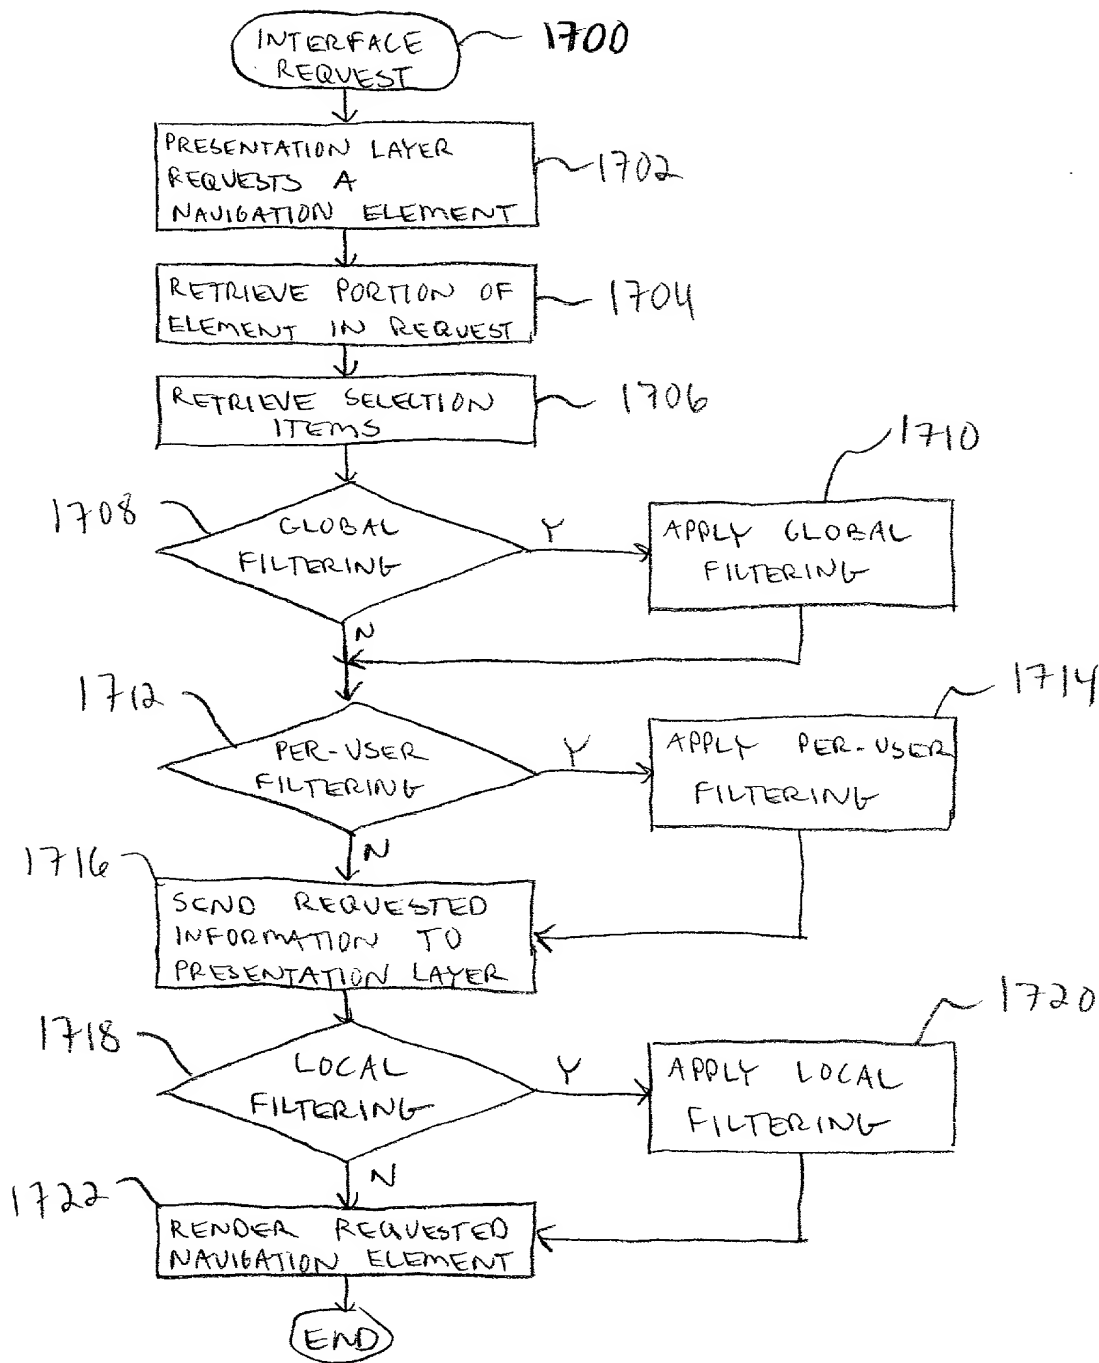 INTERFACE
REQUEST
1700
PRESENTATION LAYER
REQUESTS A
NAVIGATION ELEMENT
1702
RETRIEVE PORTION OF
ELEMENT IN REQUEST
1704
RETRIEVE SELECTION
ITEMS
1706
1708
GLOBAL
FILTERING
Y
N
1710
APPLY GLOBAL
FILTERING
1712
PER-USER
FILTERING
Y
N
1714
APPLY PER-USER
FILTERING
1716
SEND REQUESTED
INFORMATION TO
PRESENTATION LAYER
1718
LOCAL
FILTERING
Y
N
1720
APPLY LOCAL
FILTERING
1722
RENDER REQUESTED
NAVIGATION ELEMENT
END